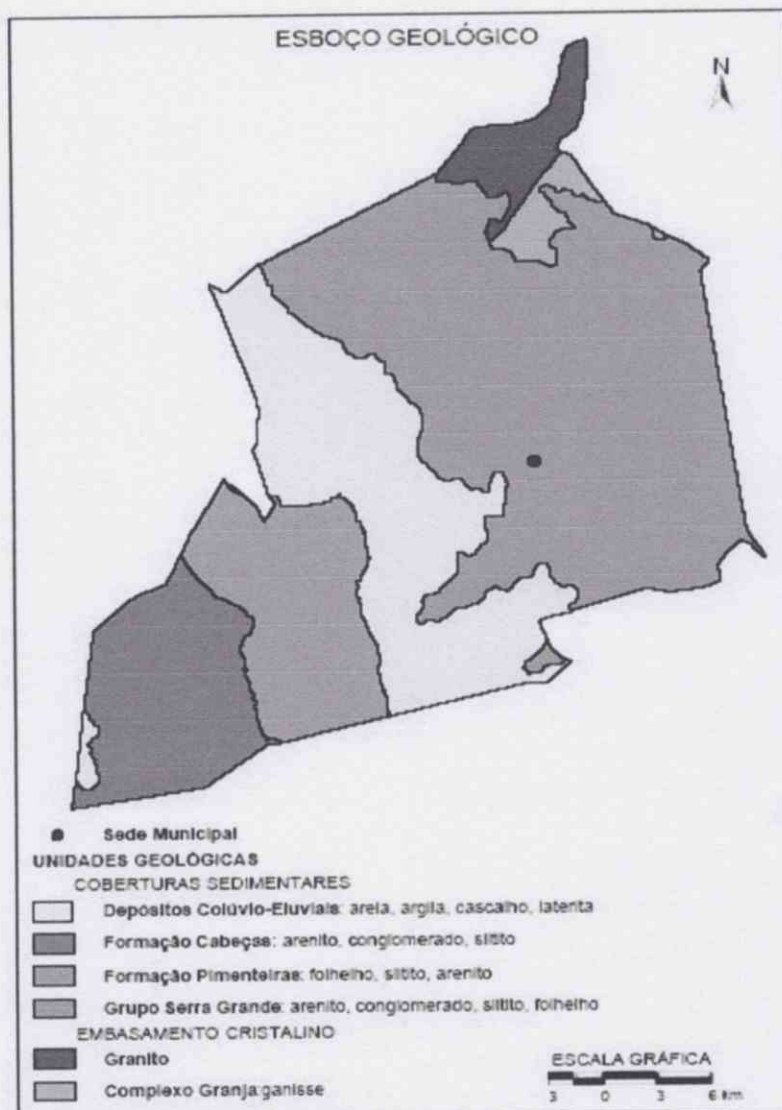 ESBOÇO GEOLÓGICO
N
Sede Municipal
UNIDADES GEOLÓGICAS
COBERTURAS SEDIMENTARES
Depósitos Colúvio-Eluviais: areia, argila, cascalho, laterita
Formação Cabeças: arenito, conglomerado, siltito
Formação Pimenteiras: folhelho, siltito, arenito
Grupo Serra Grande: arenito, conglomerado, siltito, folhelho
EMBASAMENTO CRISTALINO
Granito
Complexo Granja:ganisse
ESCALA GRÁFICA
3 0 3 6 km